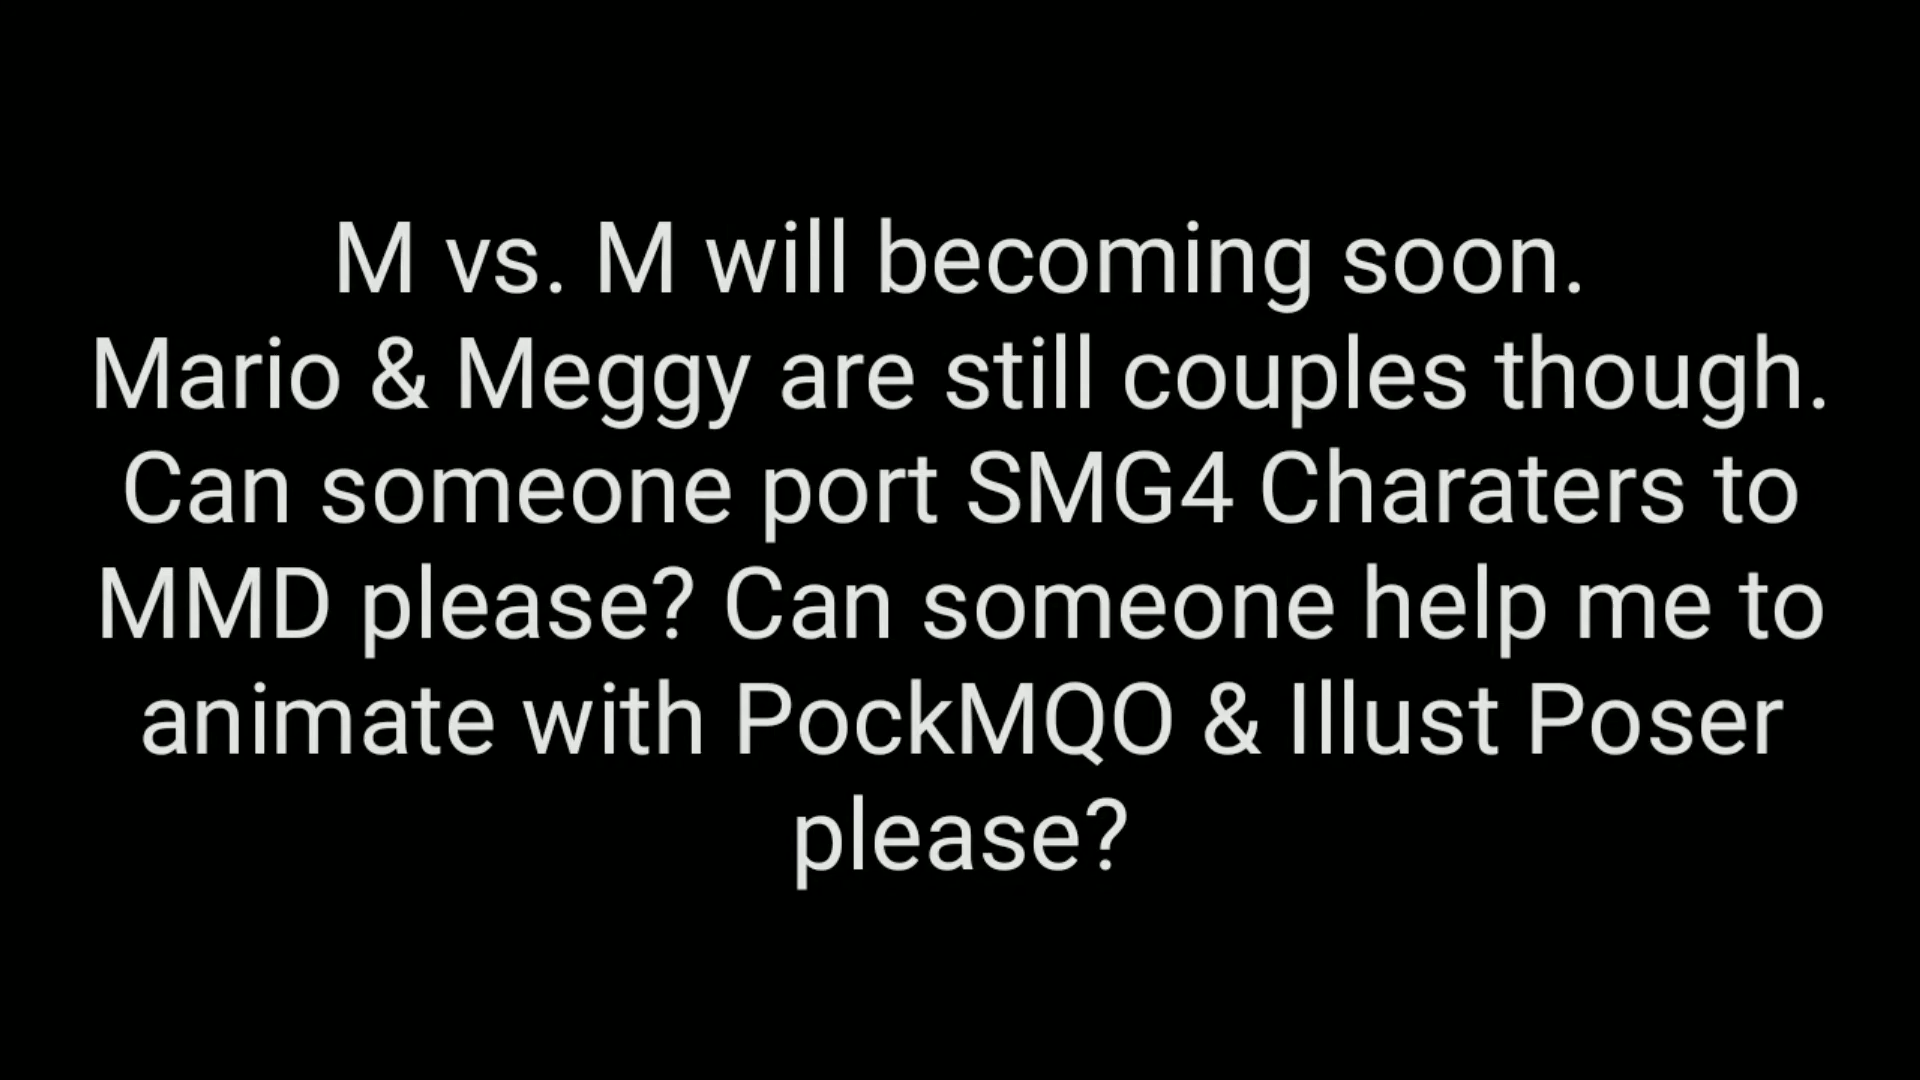 M vs. M will becoming soon.
Mario & Meggy are still couples though.
Can someone port SMG4 Charaters to
MMD please? Can someone help me to
animate with PockMQO & Illust Poser
please?